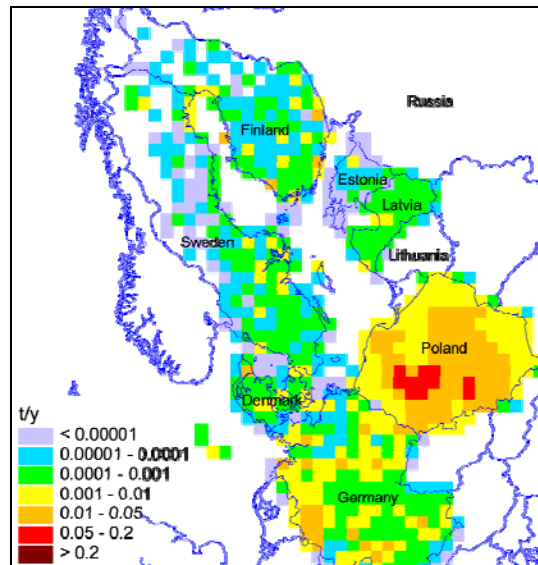 Russia
Finland
Estonia
Latvia
Sweden
Lithuania
Poland
Denmark
t/y
< 0.00001
0.00001 - 0.0001
0.0001 - 0.001
0.001 - 0.01
0.01 - 0.05
0.05 - 0.2
> 0.2
Germany